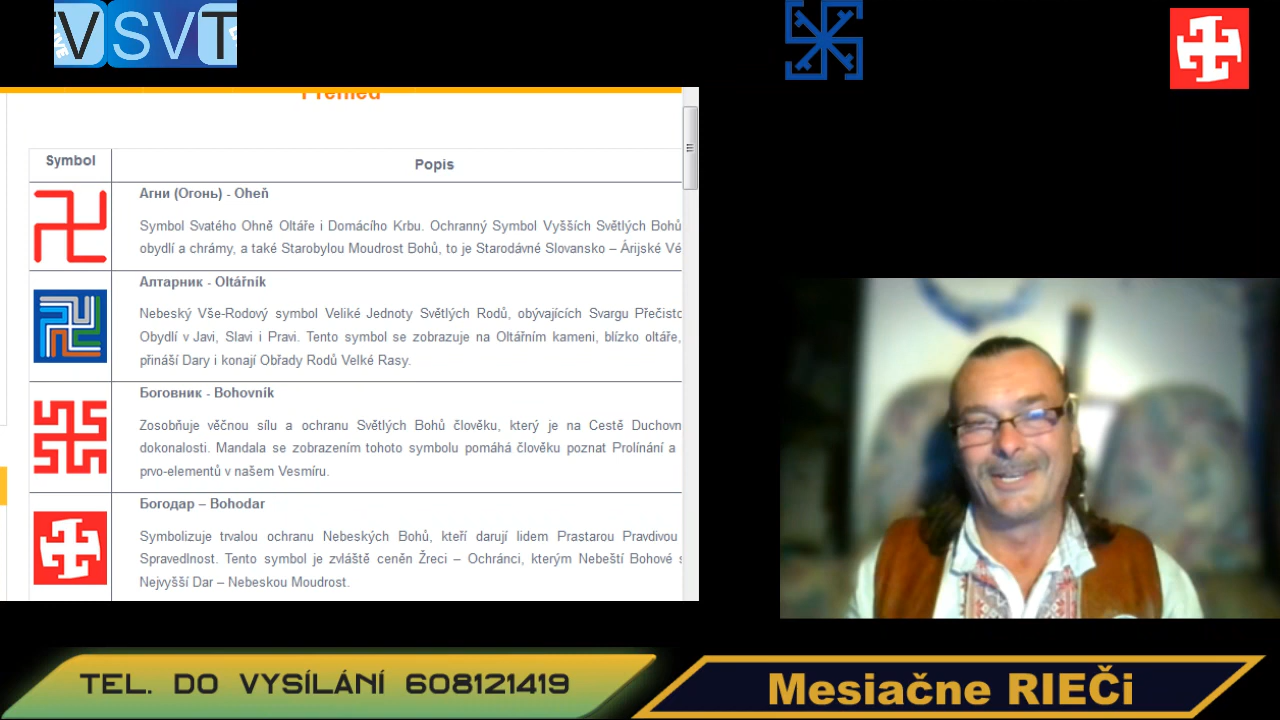 VSVT
Přehled
Symbol
Popis
Агни (Огонь) - Oheň
Symbol Svatého Ohně Oltáře i Domácího Krbu. Ochranný Symbol Vyšších Světlých Bohů
obydlí a chrámy, a také Starobylou Moudrost Bohů, to je Starodávné Slovansko – Árijské Vé
Алтарник - Oltářník
Nebeský Vše-Rodový symbol Veliké Jednoty Světlých Rodů, obývajících Svargu Přečisto
Obydlí v Javi, Slavi i Pravi. Tento symbol se zobrazuje na Oltářním kameni, blízko oltáře,
přináší Dary i konají Obřady Rodů Velké Rasy.
Боговник - Bohovník
Zosobňuje věčnou sílu a ochranu Světlých Bohů člověku, který je na Cestě Duchovn
dokonalosti. Mandala se zobrazením tohoto symbolu pomáhá člověku poznat Prolínání a
prvo-elementů v našem Vesmíru.
Богодар – Bohodar
Symbolizuje trvalou ochranu Nebeských Bohů, kteří darují lidem Prastarou Pravdivou
Spravedlnost. Tento symbol je zvláště ceněn Žreci – Ochránci, kterým Nebeští Bohové s
Nejvyšší Dar – Nebeskou Moudrost.
TEL. DO VYSÍLÁNÍ 608121419
Mesiačne RIEČi